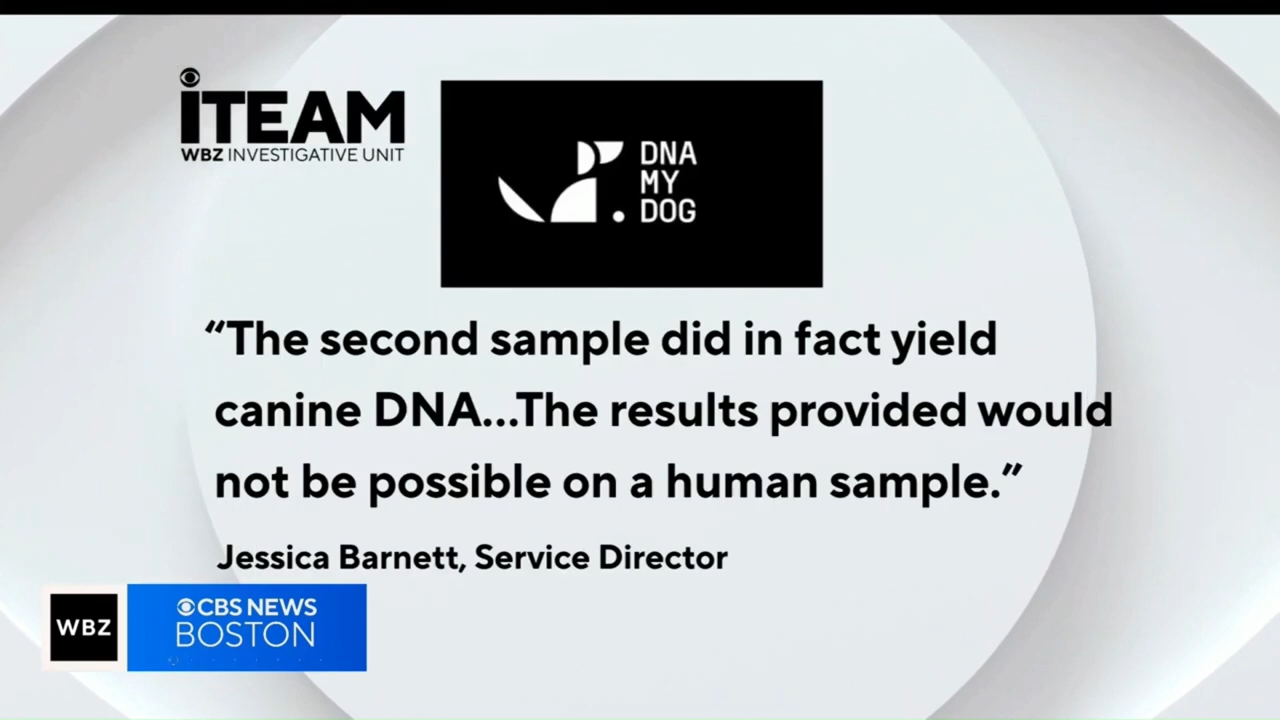 iTEAM
WBZ INVESTIGATIVE UNIT
DNA
MY
DOG
“The second sample did in fact yield
canine DNA...The results provided would
not be possible on a human sample.”
Jessica Barnett, Service Director
WBZ
CBS NEWS
BOSTON